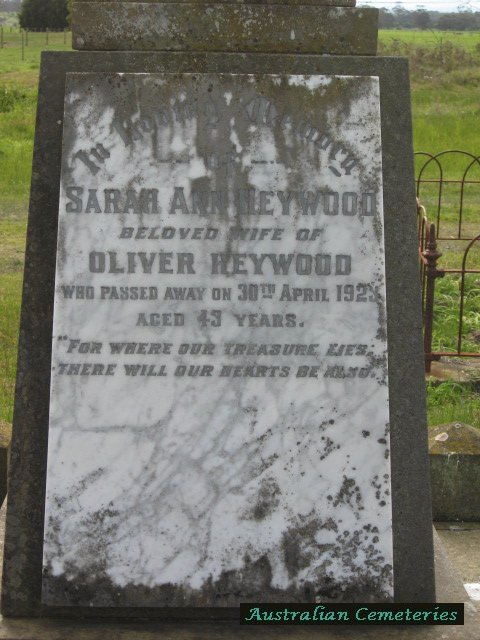 In Loving Memory
— OF —
SARAH ANN HEYWOOD
BELOVED WIFE OF
OLIVER HEYWOOD
WHO PASSED AWAY ON 30TH APRIL 1923
AGED 43 YEARS.
"FOR WHERE OUR TREASURE LIES,
THERE WILL OUR HEARTS BE ALSO."
Australian Cemeteries